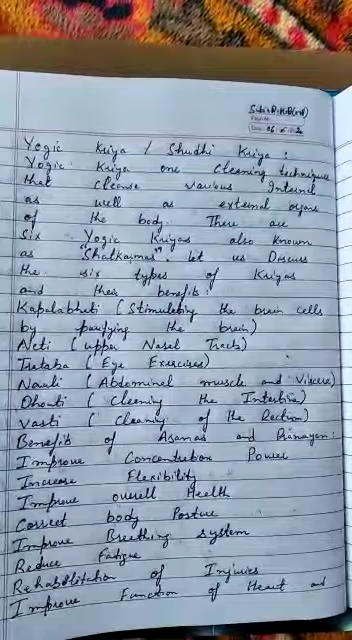 Date: 06
Yogic Kriya / Shudhi Kriya :
Yogic Kriya one Cleaning technique
that cleanse various Internal
as well as external organs
of the body. There are
Six Yogic Kriyas also known
as "Shatkarmas". let us Discuss
the six types of Kriyas
and their benefits :
Kapalabhati (Stimulating the brain cells
by purifying the brain)
Neti (upper Nasal Tracts)
Trataka (Eye Exercises)
Nauli (Abdominal muscle and Viscera)
Dhouti (Cleaning the Intestine)
Vasti (Cleaning of the Rectum)
Benefits of Asanas and Pranayam :
Improve Concentration Power
Increase Flexibility
Improve overall Health
Correct body Posture
Improve Breathing system
Reduce Fatigue
Rehabilitation of Injuries
Improve Function of Heart and